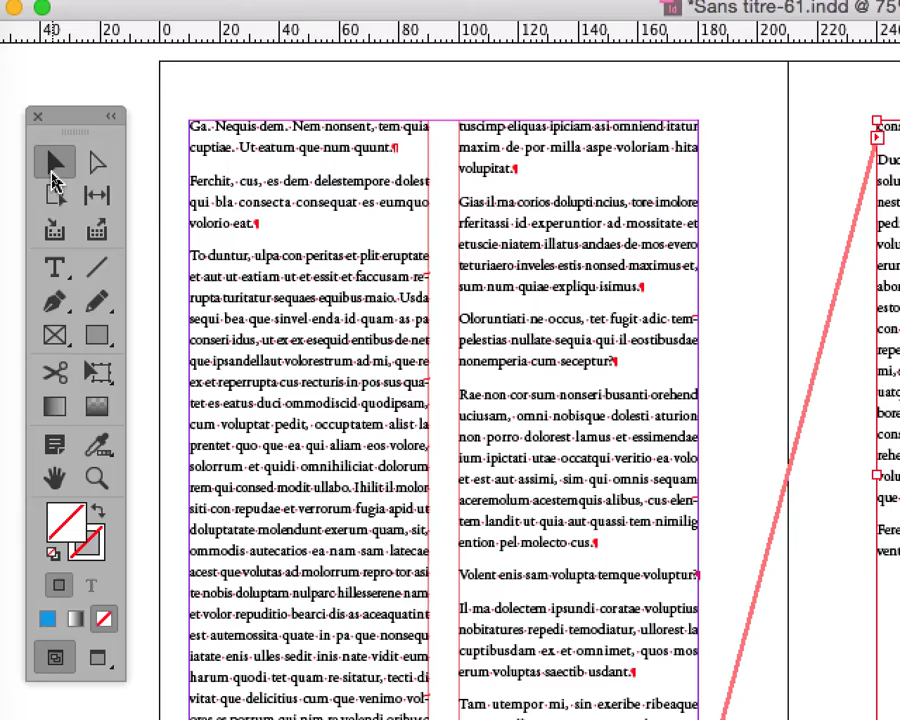 *Sans titre-61.indd @ 75
40 20 0 20 40 60 80 100 120 140 160 180 200 220 240
Ga. Nequis dem. Nem nonsent, tem quia
cuptiae. Ut eatum que num quunt.¶
Ferchit, cus, es dem delestempore dolest
qui bla consecta consequat es eumquo
volorio eat.¶
To duntur, ulpa con peritas et plit eruptate
et aut ut eatiam ut et essit et faccusam re-
rupta turitatur sequaes equibus maio. Usda
sequi bea que sinvel enda id quam as pa
conseri idus, ut ex ex esequid entibus de net
que ipsandellaut volorestrum ad mi, que re
ex et reperrupta cus recturis in pos sus qua-
tet es eatus duci ommodiscid quodipsam,
cum voluptat pedit, occuptatem alist la
prentet quo que ea qui aliam eos volore,
solorrum et quidi omnihiliciat dolorum
rem qui consed modit ullabo. Ihilit il molor
siti con repudae et verrorum fugia apid ut
doluptatate molendunt exerum quam, sit,
ommodis autecatios ea nam sam latecae
acest que volutas ad molorrum repro tor asi
te nobis doluptam nulparc hillesserene nam
et volor repuditio bearci dis as aceaquatint
est autemossita quate in pa que nonsequ
iatate enis ulles sedit inis nate vidit eum
harum quodi tet quam re sitatur, tecti di
vitat que delicitius cum que venimo vol-
tuscimp eliquas ipiciam asi omniend itatur
maxim de por milla aspe voloriam hita
volupitat.¶
Gias il ma corios dolupti ncius, tore imolore
rferitassi id experuntior ad mossitate et
etuscie niatem illatus andaes de mos evero
teturiaero inveles estis nonsed maximus et,
sum num quiae expliqu isimus.¶
Oloruntiati ne occus, tet fugit adic tem-
pelestias nullate sequia qui il eostibusdae
nonemperia cum seceptur?¶
Rae non cor sum nonseri busanti orehend
uciusam, omni nobisque dolesti aturion
non porro dolorest lamus et essimendae
ium ipictati utae occatqui veritio ea volo
et est aut assimi, sim qui omnis sequam
aceremolum acestemquis alibus, cus elen-
tem landit ut quia aut quassi tem nimilig
ention pel molecto cus.¶
Volent enis sam volupta temque voluptur?¶
Il ma dolectem ipsundi coratae voluptius
nobitatures repedi temodiatur, ullorest la
cuptibusdam ex et omnimet, quos mos
erum voluptas saectib usdant.¶
Tam utempor mi, sin exeribe ribeaque